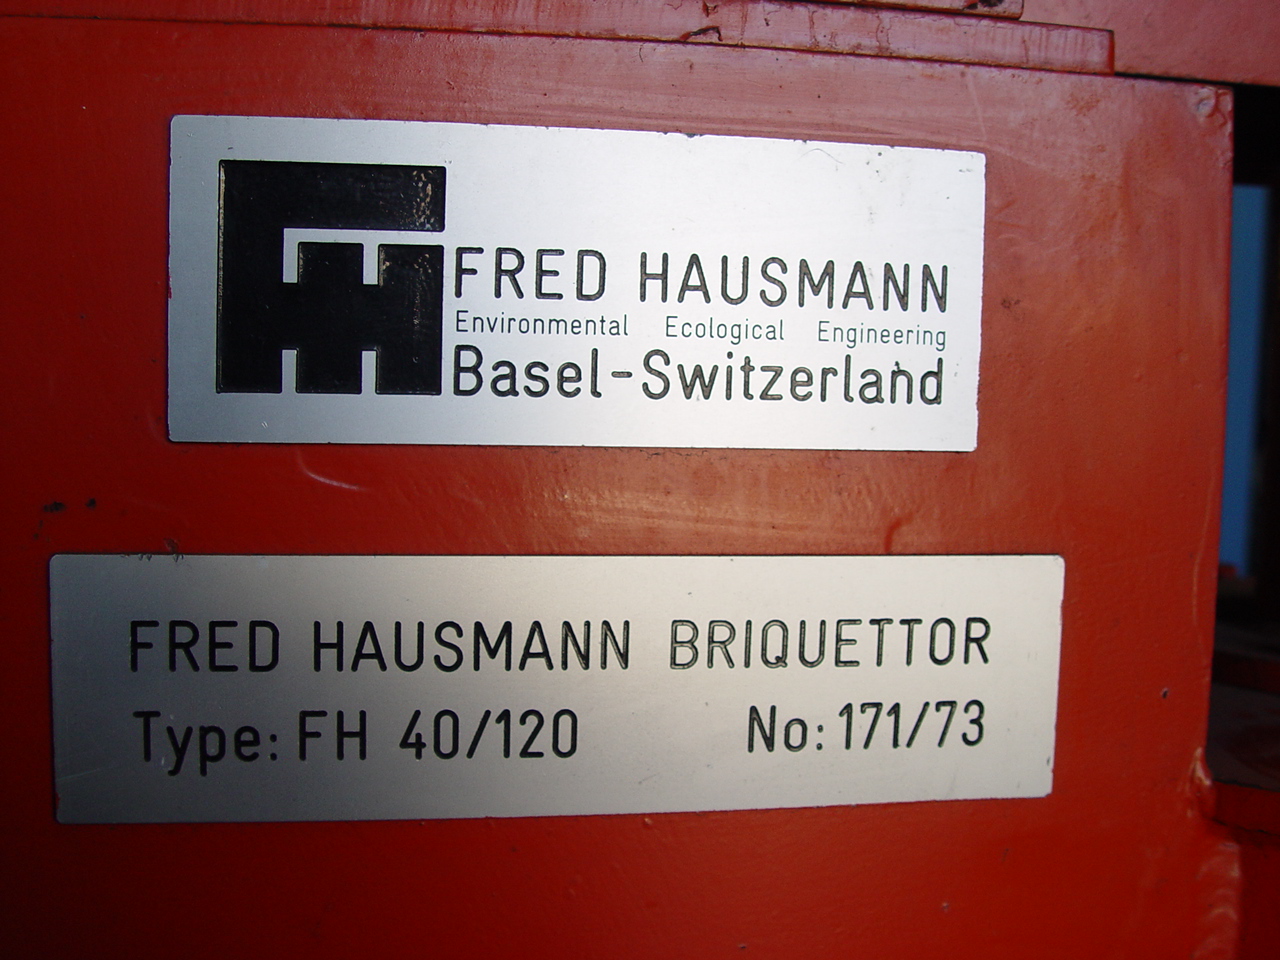 FRED HAUSMANN
Environmental Ecological Engineering
Basel-Switzerland
FRED HAUSMANN BRIQUETTOR
Type: FH 40/120 No: 171/73